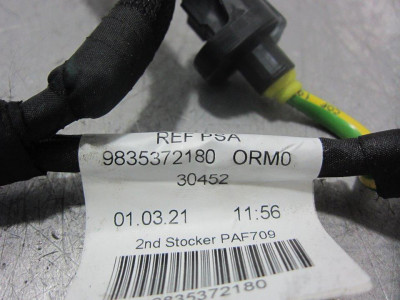 REF PSA
9835372180 ORM0
30452
01.03.21 11:56
2nd Stocker PAF709
9835372180